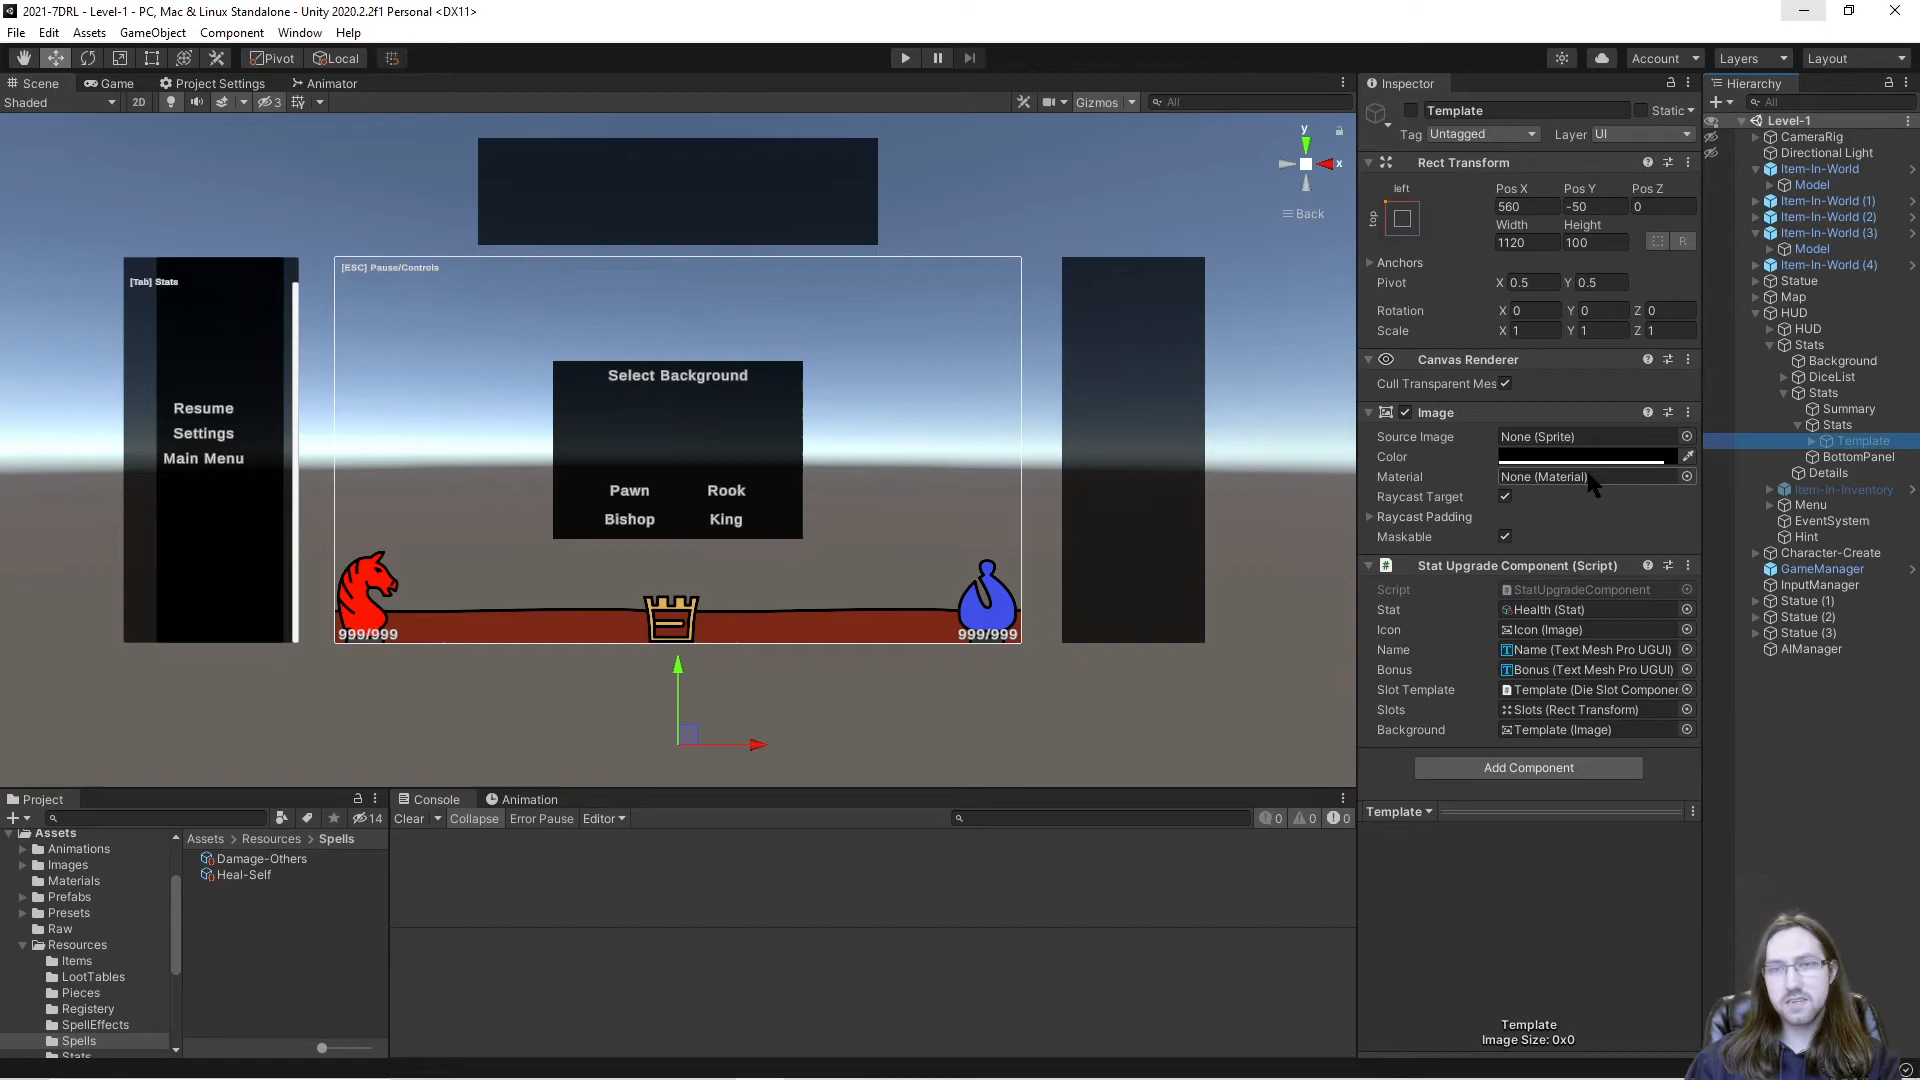 2021-7DRL - Level-1 - PC, Mac & Linux Standalone - Unity 2020.2.2f1 Personal <DX11>
File Edit Assets GameObject Component Window Help
Pivot Local Account Layers Layout
Scene Game Project Settings Animator
Shaded 2D 3 Gizmos All
y
x
Back
[ESC] Pause/Controls
[Tab] Stats
Resume
Settings
Main Menu
Select Background
Pawn Rook
Bishop King
999/999 999/999
Inspector
Template Static
Tag Untagged Layer UI
Rect Transform
left
top
Pos X Pos Y Pos Z
560 -50 0
Width Height
1120 100
R
Anchors
Pivot X 0.5 Y 0.5
Rotation X 0 Y 0 Z 0
Scale X 1 Y 1 Z 1
Canvas Renderer
Cull Transparent Mes
Image
Source Image None (Sprite)
Color
Material None (Material)
Raycast Target
Raycast Padding
Maskable
Stat Upgrade Component (Script)
Script StatUpgradeComponent
Stat Health (Stat)
Icon Icon (Image)
Name Name (Text Mesh Pro UGUI)
Bonus Bonus (Text Mesh Pro UGUI)
Slot Template Template (Die Slot Componer
Slots Slots (Rect Transform)
Background Template (Image)
Add Component
Template
Template
Image Size: 0x0
Hierarchy
All
Level-1
CameraRig
Directional Light
Item-In-World
Model
Item-In-World (1)
Item-In-World (2)
Item-In-World (3)
Model
Item-In-World (4)
Statue
Map
HUD
HUD
Stats
Background
DiceList
Stats
Summary
Stats
Template
BottomPanel
Details
Item-In-Inventory
Menu
EventSystem
Hint
Character-Create
GameManager
InputManager
Statue (1)
Statue (2)
Statue (3)
AIManager
Project
14
Assets
Animations
Images
Materials
Prefabs
Presets
Raw
Resources
Items
LootTables
Pieces
Registery
SpellEffects
Spells
Stats
Assets Resources Spells
Damage-Others
Heal-Self
Console Animation
Clear Collapse Error Pause Editor 0 0 0